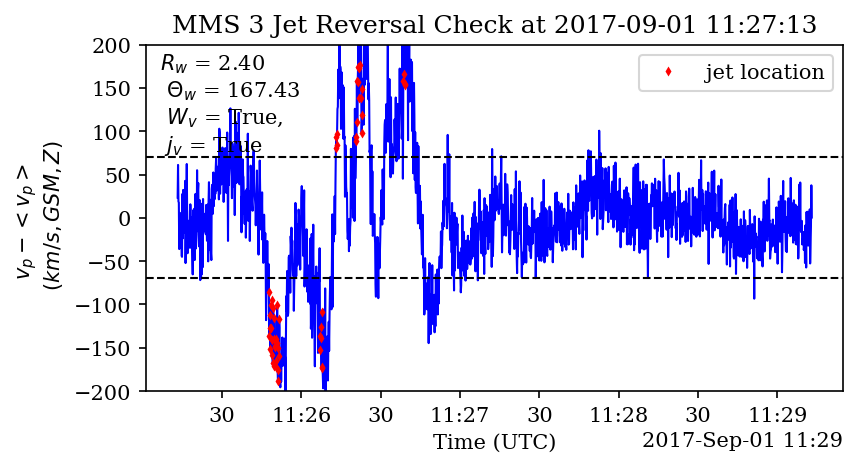 MMS 3 Jet Reversal Check at 2017-09-01 11:27:13
R_w = 2.40
Θ_w = 167.43
W_v = True,
j_v = True
jet location
v_p − <v_p>
(km/s, GSM, Z)
200
150
100
50
0
−50
−100
−150
−200
30 11:26 30 11:27 30 11:28 30 11:29
Time (UTC)
2017-Sep-01 11:29